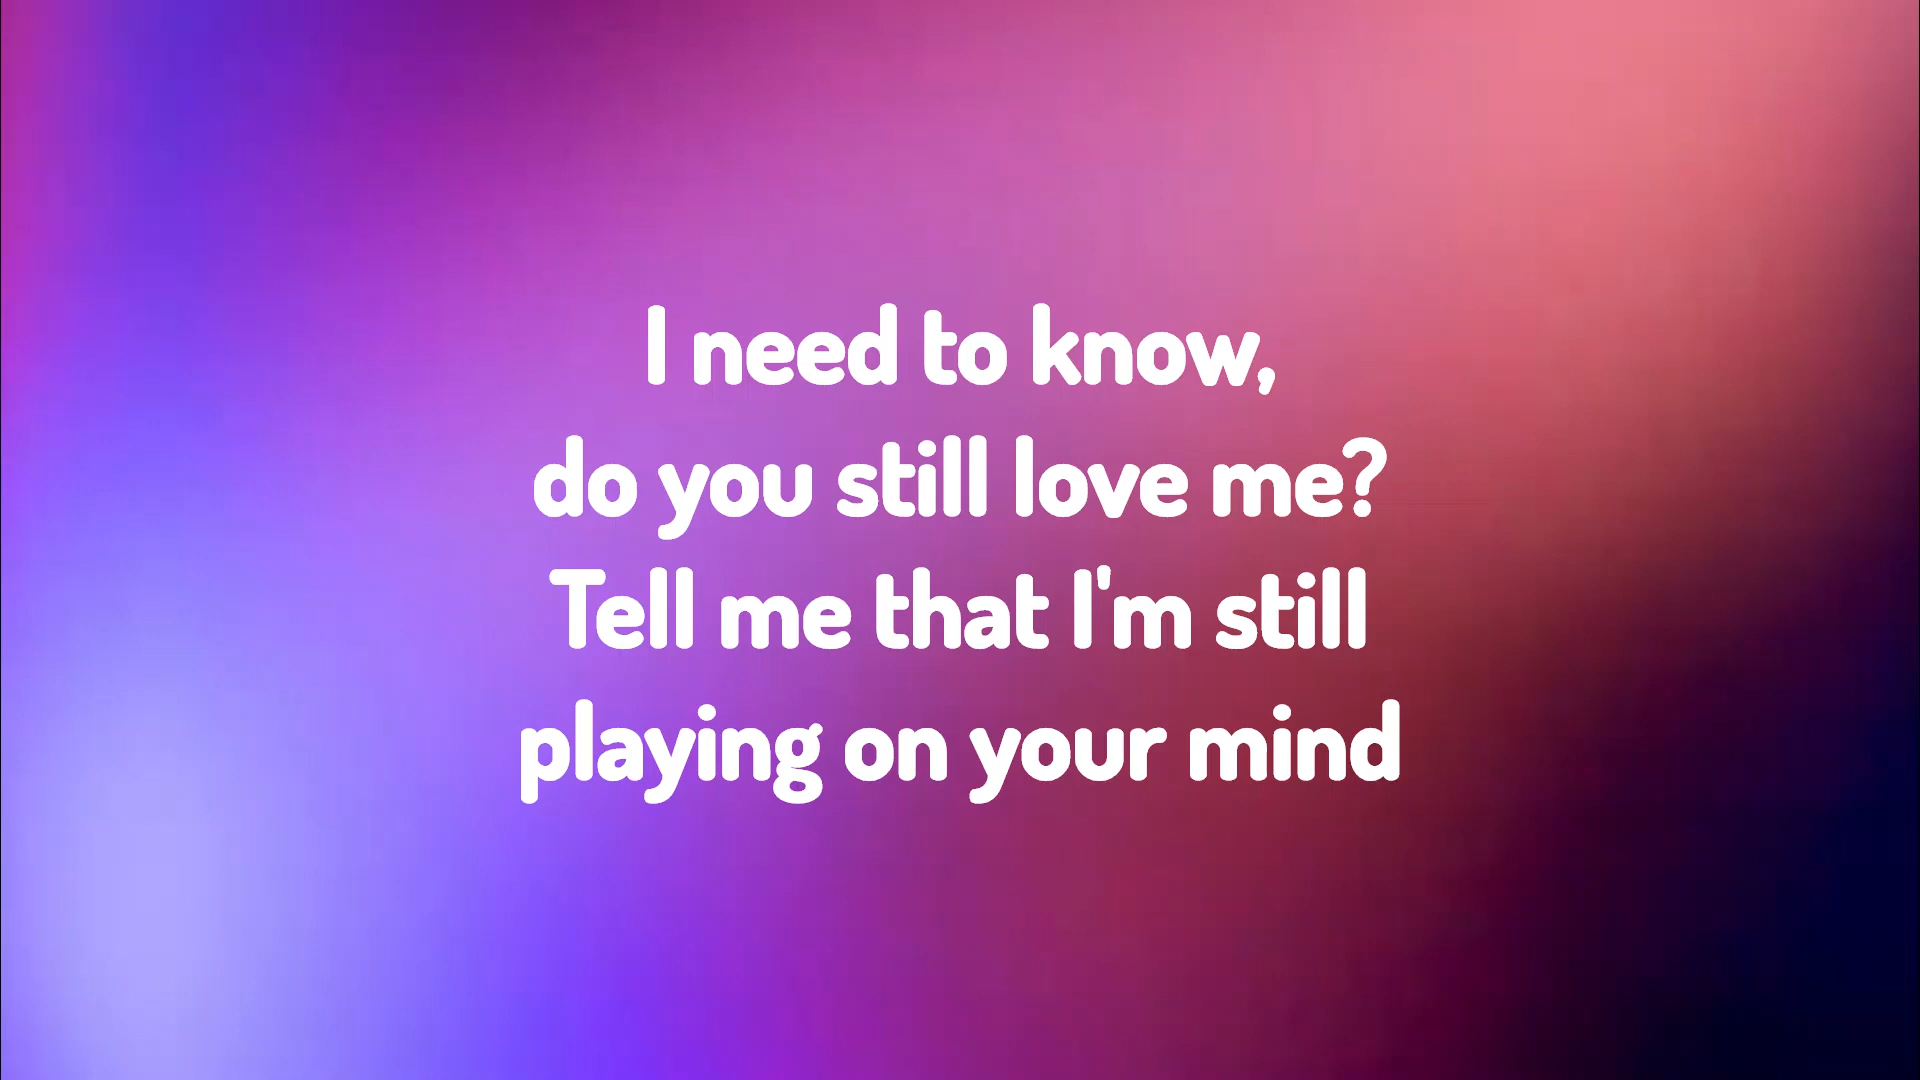 I need to know,
do you still love me?
Tell me that I'm still
playing on your mind